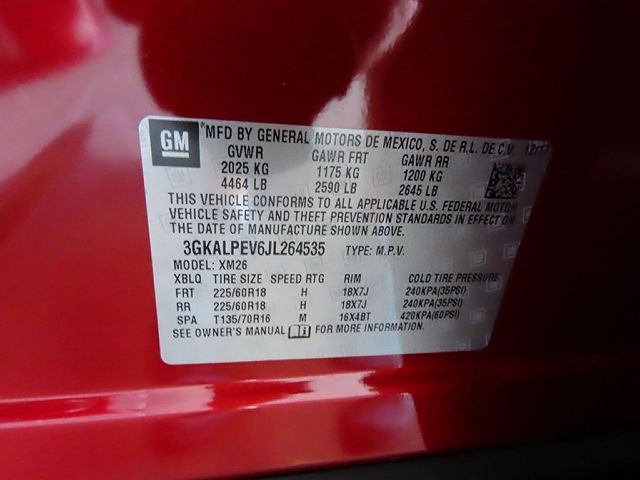 GM ® MFD BY GENERAL MOTORS DE MEXICO, S. DE R.L. DE C.V. 12/17
GVWR GAWR FRT GAWR RR
2025 KG 1175 KG 1200 KG
4464 LB 2590 LB 2645 LB
THIS VEHICLE CONFORMS TO ALL APPLICABLE U.S. FEDERAL MOTOR
VEHICLE SAFETY AND THEFT PREVENTION STANDARDS IN EFFECT ON
THE DATE OF MANUFACTURE SHOWN ABOVE.
3GKALPEV6JL264535 TYPE: M.P.V.
MODEL: XM26
XBLQ TIRE SIZE SPEED RTG RIM COLD TIRE PRESSURE
FRT 225/60R18 H 18X7J 240KPA(35PSI)
RR 225/60R18 H 18X7J 240KPA(35PSI)
SPA T135/70R16 M 16X4BT 420KPA(60PSI)
SEE OWNER'S MANUAL i FOR MORE INFORMATION.